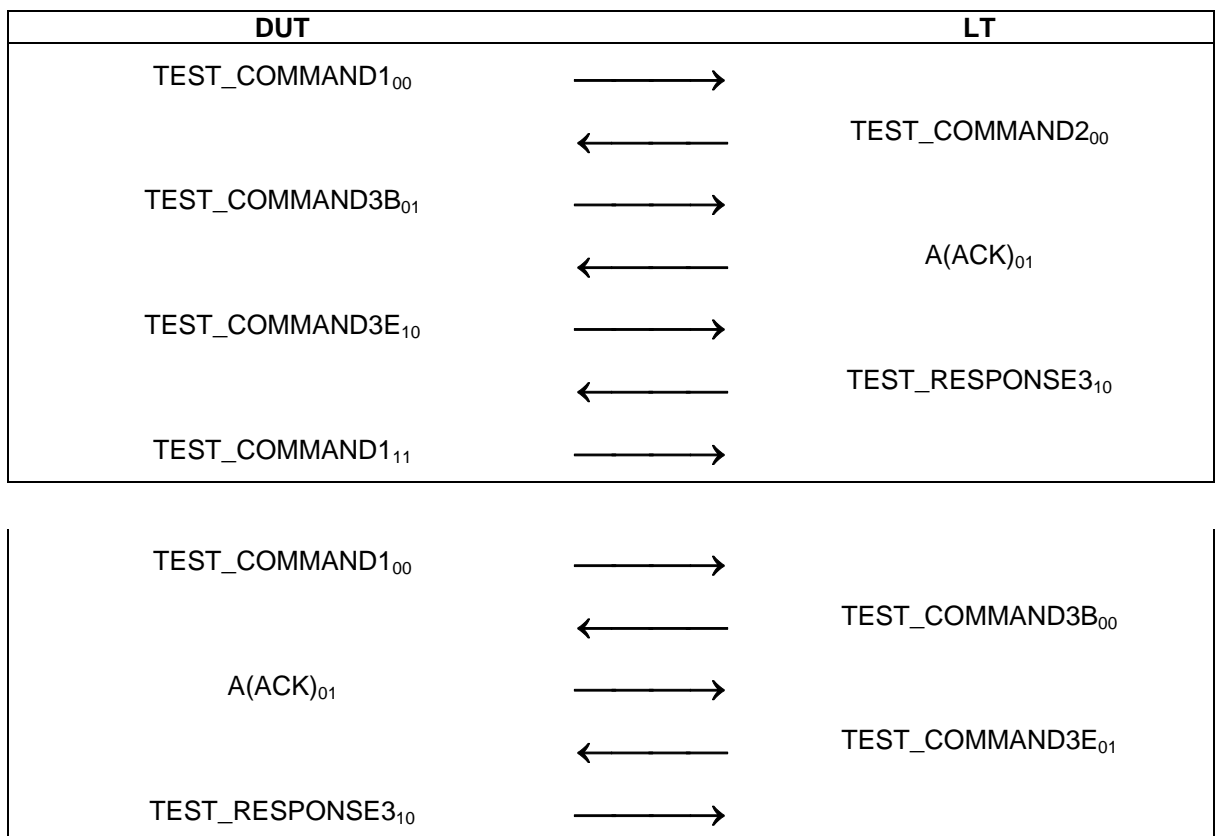 DUT LT
TEST_COMMAND1₀₀
TEST_COMMAND2₀₀
TEST_COMMAND3B₀₁
A(ACK)₀₁
TEST_COMMAND3E₁₀
TEST_RESPONSE3₁₀
TEST_COMMAND1₁₁
TEST_COMMAND1₀₀
TEST_COMMAND3B₀₀
A(ACK)₀₁
TEST_COMMAND3E₀₁
TEST_RESPONSE3₁₀